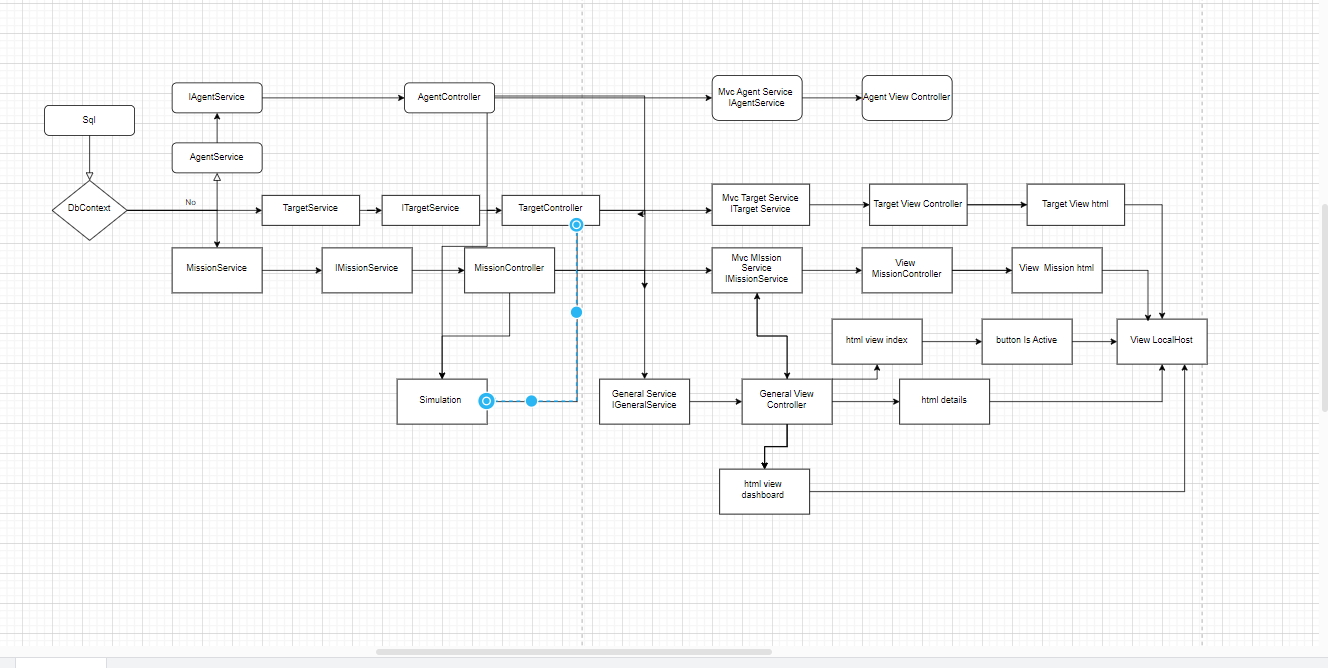 IAgentService
AgentController
Mvc Agent Service
IAgentService
Agent View Controller
Sql
AgentService
DbContext
No
TargetService
ITargetService
TargetController
Mvc Target Service
ITarget Service
Target View Controller
Target View html
MissionService
IMissionService
MissionController
Mvc MIssion
Service
IMissionService
View
MissionController
View Mission html
html view index
button Is Active
View LocalHost
Simulation
General Service
IGeneralService
General View
Controller
html details
html view
dashboard